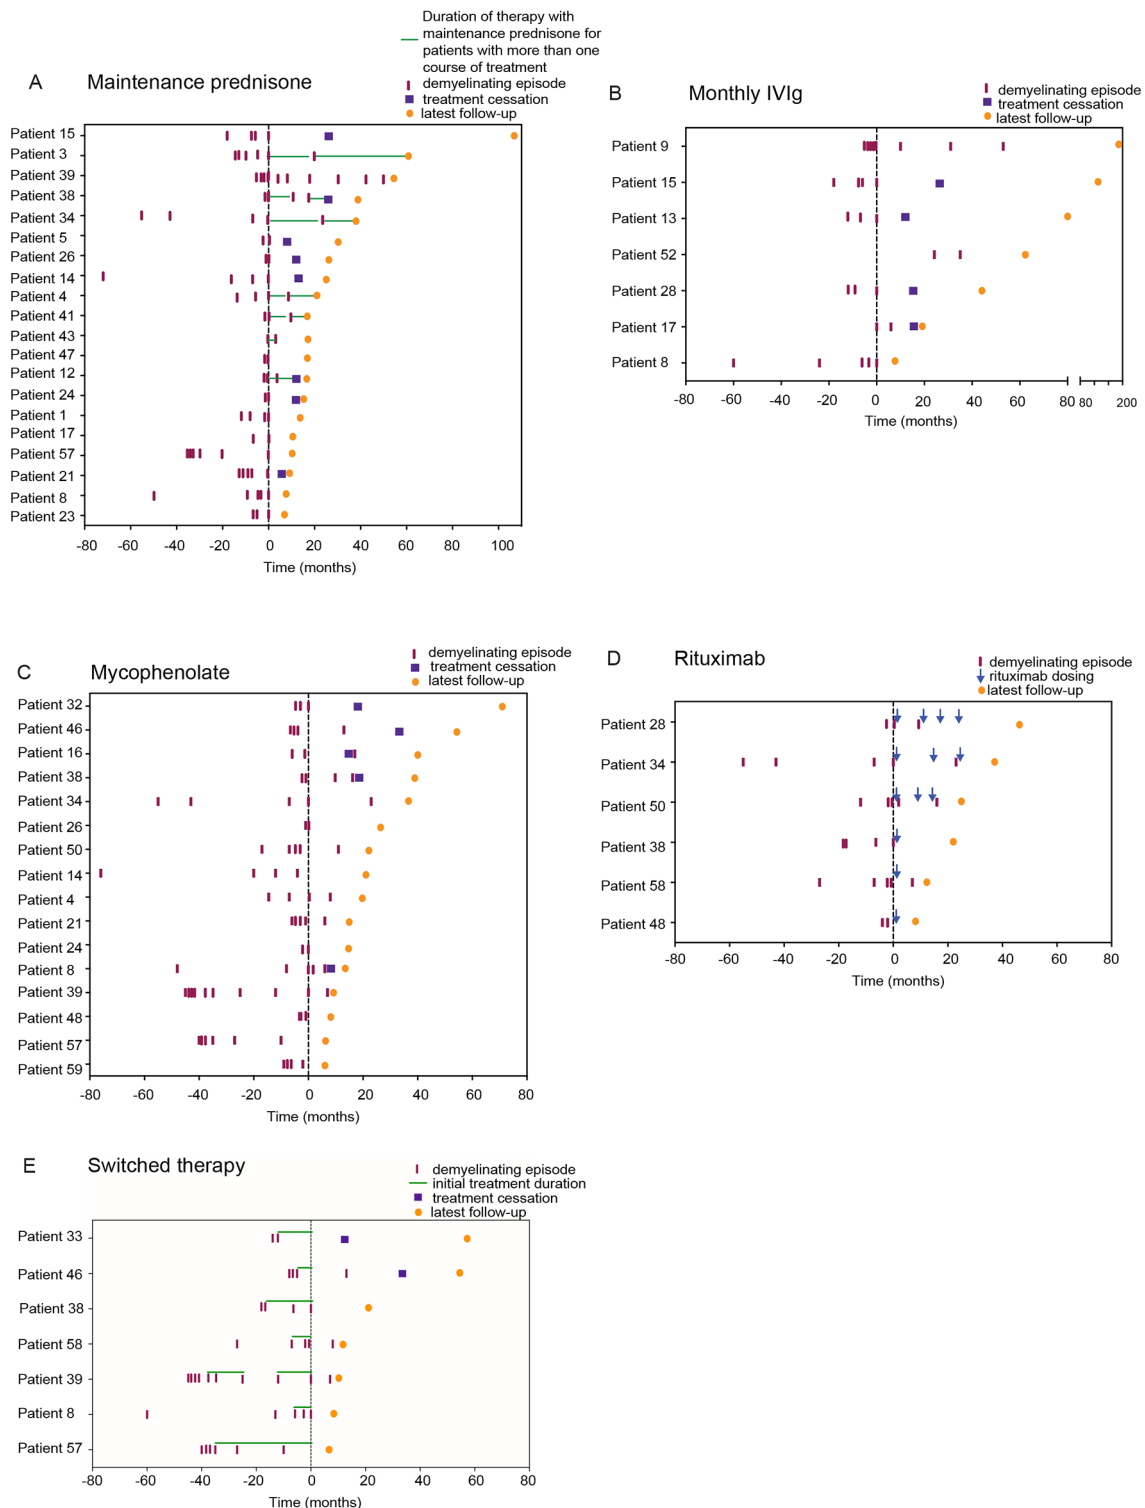 Duration of therapy with
maintenance prednisone for
patients with more than one
course of treatment
A Maintenance prednisone
demyelinating episode
treatment cessation
latest follow-up
Patient 15
Patient 3
Patient 39
Patient 38
Patient 34
Patient 5
Patient 26
Patient 14
Patient 4
Patient 41
Patient 43
Patient 47
Patient 12
Patient 24
Patient 1
Patient 17
Patient 57
Patient 21
Patient 8
Patient 23
-80 -60 -40 -20 0 20 40 60 80 100
Time (months)
B Monthly IVIg
demyelinating episode
treatment cessation
latest follow-up
Patient 9
Patient 15
Patient 13
Patient 52
Patient 28
Patient 17
Patient 8
-80 -60 -40 -20 0 20 40 60 80 80 200
Time (months)
C Mycophenolate
demyelinating episode
treatment cessation
latest follow-up
Patient 32
Patient 46
Patient 16
Patient 38
Patient 34
Patient 26
Patient 50
Patient 14
Patient 4
Patient 21
Patient 24
Patient 8
Patient 39
Patient 48
Patient 57
Patient 59
-80 -60 -40 -20 0 20 40 60 80
Time (months)
D Rituximab
demyelinating episode
rituximab dosing
latest follow-up
Patient 28
Patient 34
Patient 50
Patient 38
Patient 58
Patient 48
-80 -60 -40 -20 0 20 40 60 80
Time (months)
E Switched therapy
demyelinating episode
initial treatment duration
treatment cessation
latest follow-up
Patient 33
Patient 46
Patient 38
Patient 58
Patient 39
Patient 8
Patient 57
-80 -60 -40 -20 0 20 40 60 80
Time (months)